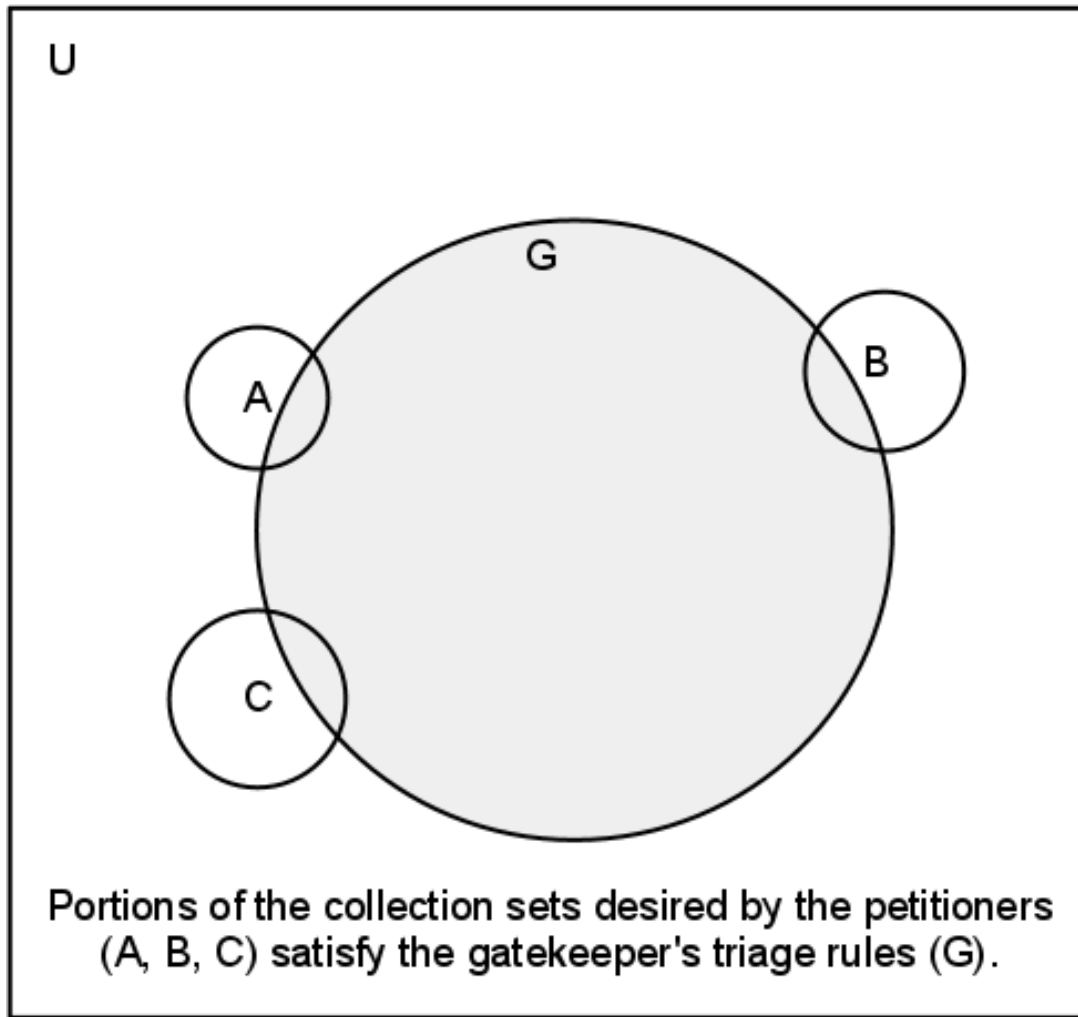 U
G
A
B
C
Portions of the collection sets desired by the petitioners
(A, B, C) satisfy the gatekeeper's triage rules (G).